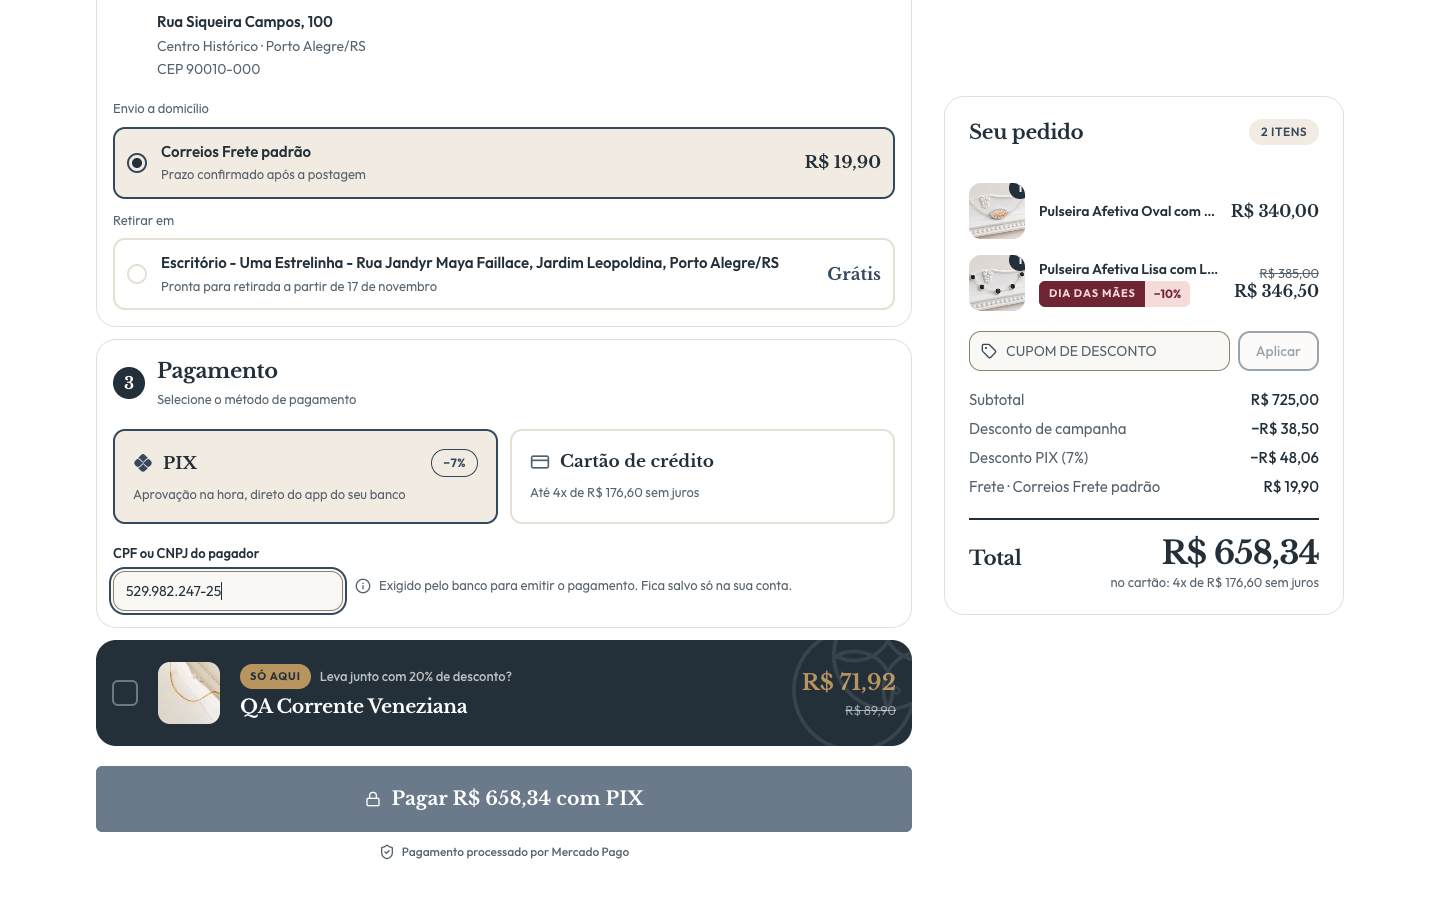 Rua Siqueira Campos, 100
Centro Histórico · Porto Alegre/RS
CEP 90010-000
Envio a domicílio
Correios Frete padrão
Prazo confirmado após a postagem
R$ 19,90
Retirar em
Escritório - Uma Estrelinha - Rua Jandyr Maya Faillace, Jardim Leopoldina, Porto Alegre/RS
Pronta para retirada a partir de 17 de novembro
Grátis
3
Pagamento
Selecione o método de pagamento
PIX
−7%
Aprovação na hora, direto do app do seu banco
Cartão de crédito
Até 4x de R$ 176,60 sem juros
CPF ou CNPJ do pagador
529.982.247-25
Exigido pelo banco para emitir o pagamento. Fica salvo só na sua conta.
SÓ AQUI
Leva junto com 20% de desconto?
QA Corrente Veneziana
R$ 71,92
R$ 89,90
Pagar R$ 658,34 com PIX
Pagamento processado por Mercado Pago
Seu pedido
2 ITENS
Pulseira Afetiva Oval com ...
R$ 340,00
Pulseira Afetiva Lisa com L...
DIA DAS MÃES
−10%
R$ 385,00
R$ 346,50
CUPOM DE DESCONTO
Aplicar
Subtotal
R$ 725,00
Desconto de campanha
−R$ 38,50
Desconto PIX (7%)
−R$ 48,06
Frete · Correios Frete padrão
R$ 19,90
Total
R$ 658,34
no cartão: 4x de R$ 176,60 sem juros